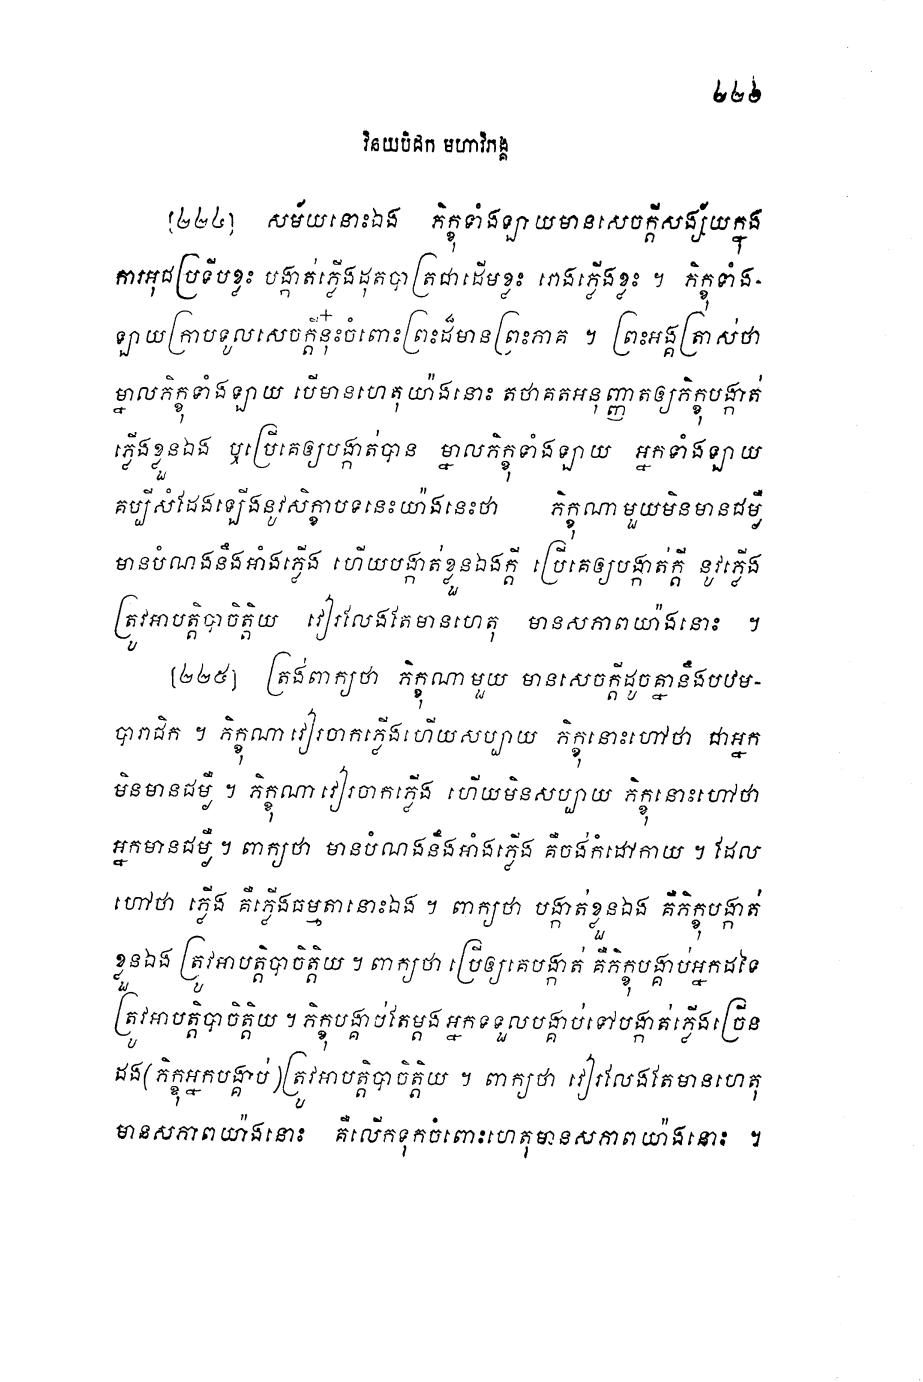 ២២៦
វិនយបិដក មហាវិភង្គ
[២២៤] សម័យនោះឯង ភិក្ខុទាំងឡាយមានសេចក្តីសង្ស័យក្នុង
ការអុជប្រទីបខ្លះ បង្កាត់ភ្លើងដុតបាត្រជាដើមខ្លះ រោងភ្លើងខ្លះ ។ ភិក្ខុទាំង-
ឡាយក្រាបទូលសេចក្តីនុ៎ះចំពោះព្រះដ៏មានព្រះភាគ ។ ព្រះអង្គត្រាស់ថា
ម្នាលភិក្ខុទាំងឡាយ បើមានហេតុយ៉ាងនោះ តថាគតអនុញ្ញាតឲ្យភិក្ខុបង្កាត់
ភ្លើងខ្លួនឯង ឬប្រើគេឲ្យបង្កាត់បាន ម្នាលភិក្ខុទាំងឡាយ អ្នកទាំងឡាយ
គប្បីសំដែងឡើងនូវសិក្ខាបទនេះយ៉ាងនេះថា ភិក្ខុណាមួយមិនមានជម្ងឺ
មានបំណងនឹងអាំងភ្លើង ហើយបង្កាត់ខ្លួនឯងក្តី ប្រើគេឲ្យបង្កាត់ក្តី នូវភ្លើង
ត្រូវអាបត្តិបាចិត្តិយ វៀរលែងតែមានហេតុ មានសភាពយ៉ាងនោះ ។
[២២៥] ត្រង់ពាក្យថា ភិក្ខុណាមួយ មានសេចក្តីដូចគ្នានឹងបឋម-
បារាជិក ។ ភិក្ខុណាវៀរចាកភ្លើងហើយសប្បាយ ភិក្ខុនោះហៅថា ជាអ្នក
មិនមានជម្ងឺ ។ ភិក្ខុណាវៀរចាកភ្លើង ហើយមិនសប្បាយ ភិក្ខុនោះហៅថា
អ្នកមានជម្ងឺ ។ ពាក្យថា មានបំណងនឹងអាំងភ្លើង គឺចង់កំដៅកាយ ។ ដែល
ហៅថា ភ្លើង គឺភ្លើងធម្មតានោះឯង ។ ពាក្យថា បង្កាត់ខ្លួនឯង គឺភិក្ខុបង្កាត់
ខ្លួនឯង ត្រូវអាបត្តិបាចិត្តិយ ។ ពាក្យថា ប្រើឲ្យគេបង្កាត់ គឺភិក្ខុបង្គាប់អ្នកដទៃ
ត្រូវអាបត្តិបាចិត្តិយ ។ ភិក្ខុបង្គាប់តែម្តង អ្នកទទួលបង្គាប់ទៅបង្កាត់ភ្លើងច្រើន
ដង(ភិក្ខុអ្នកបង្គាប់)ត្រូវអាបត្តិបាចិត្តិយ ។ ពាក្យថា វៀរលែងតែមានហេតុ
មានសភាពយ៉ាងនោះ គឺលើកទុកចំពោះហេតុមានសភាពយ៉ាងនោះ ។